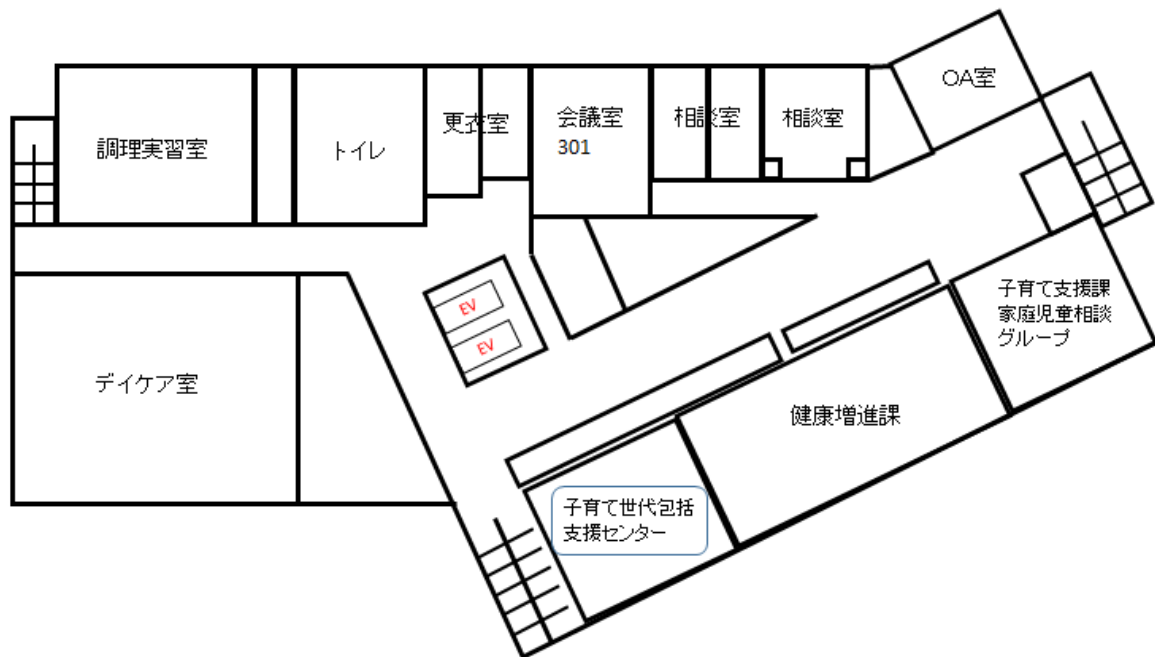 OA室
調理実習室
トイレ
更衣室
会議室
301
相談室
相談室
EV
EV
デイケア室
子育て支援課
家庭児童相談
グループ
健康増進課
子育て世代包括
支援センター